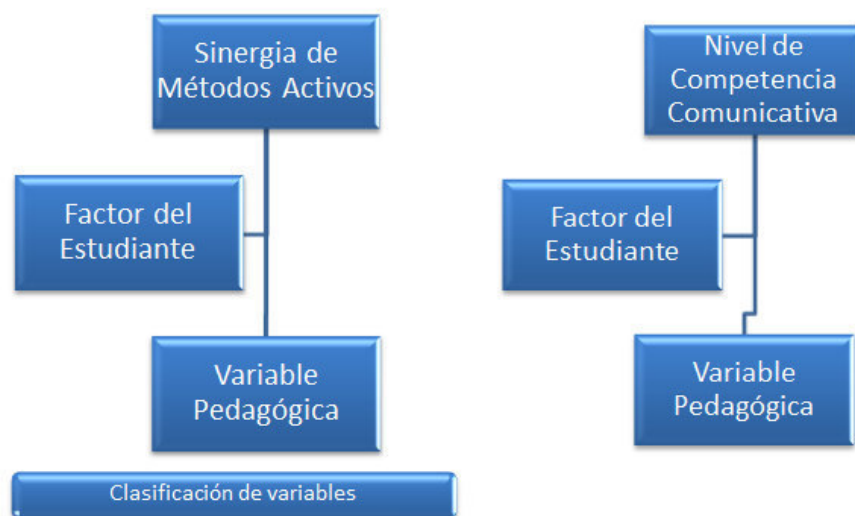 Sinergia de
Métodos Activos
Factor del
Estudiante
Variable
Pedagógica
Nivel de
Competencia
Comunicativa
Factor del
Estudiante
Variable
Pedagógica
Clasificación de variables